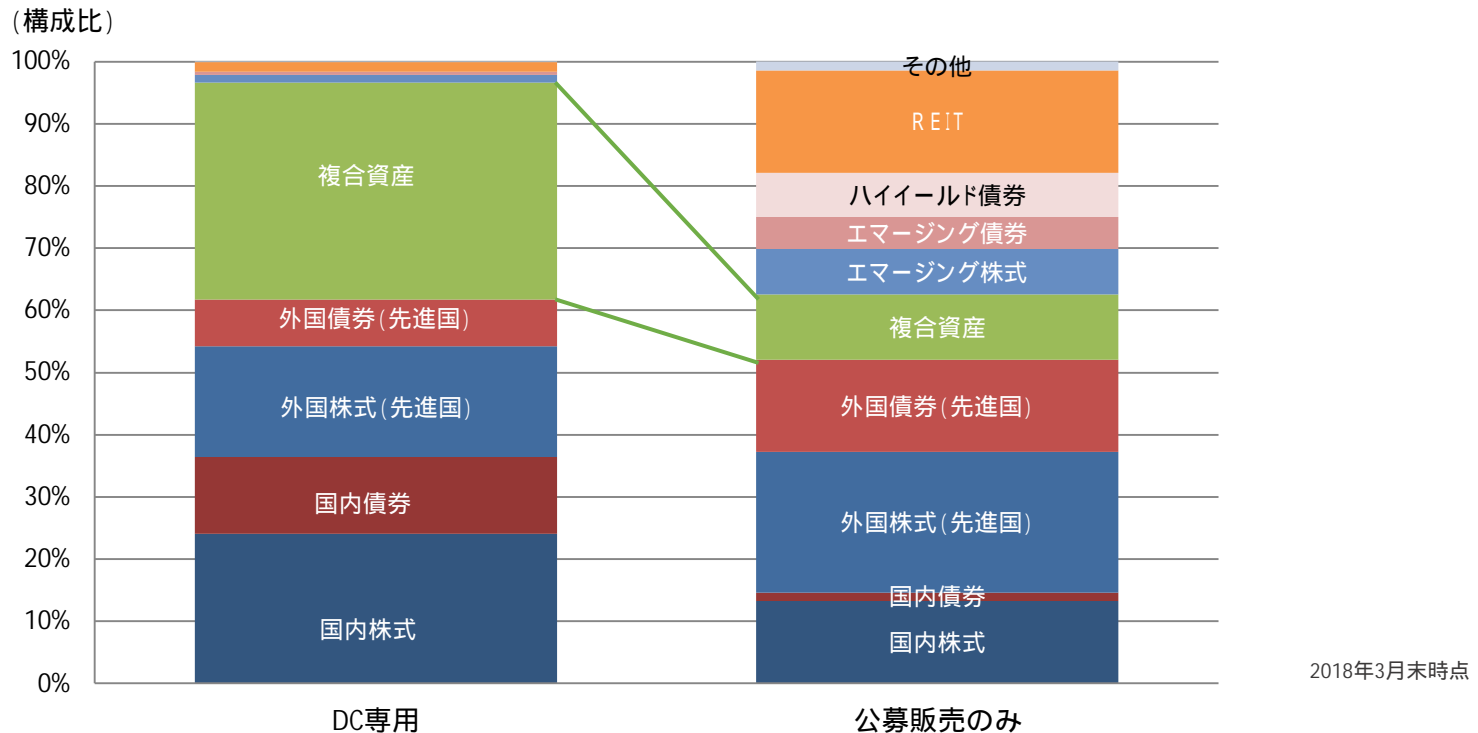 (構成比)
100%
90%
80%
70%
60%
50%
40%
30%
20%
10%
0%
複合資産
外国債券(先進国)
外国株式(先進国)
国内債券
国内株式
その他
REIT
ハイイールド債券
エマージング債券
エマージング株式
複合資産
外国債券(先進国)
外国株式(先進国)
国内債券
国内株式
DC専用
公募販売のみ
2018年3月末時点